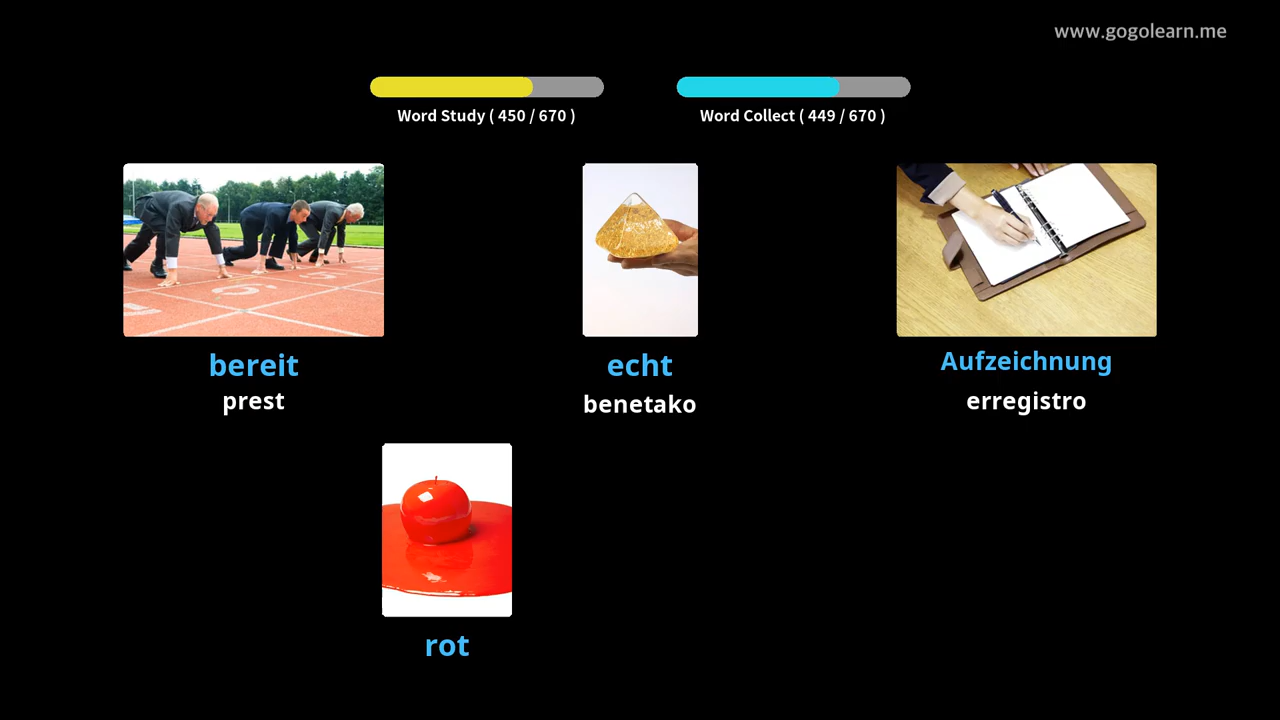 www.gogolearn.me
Word Study ( 450 / 670 )
Word Collect ( 449 / 670 )
bereit
prest
echt
benetako
Aufzeichnung
erregistro
rot